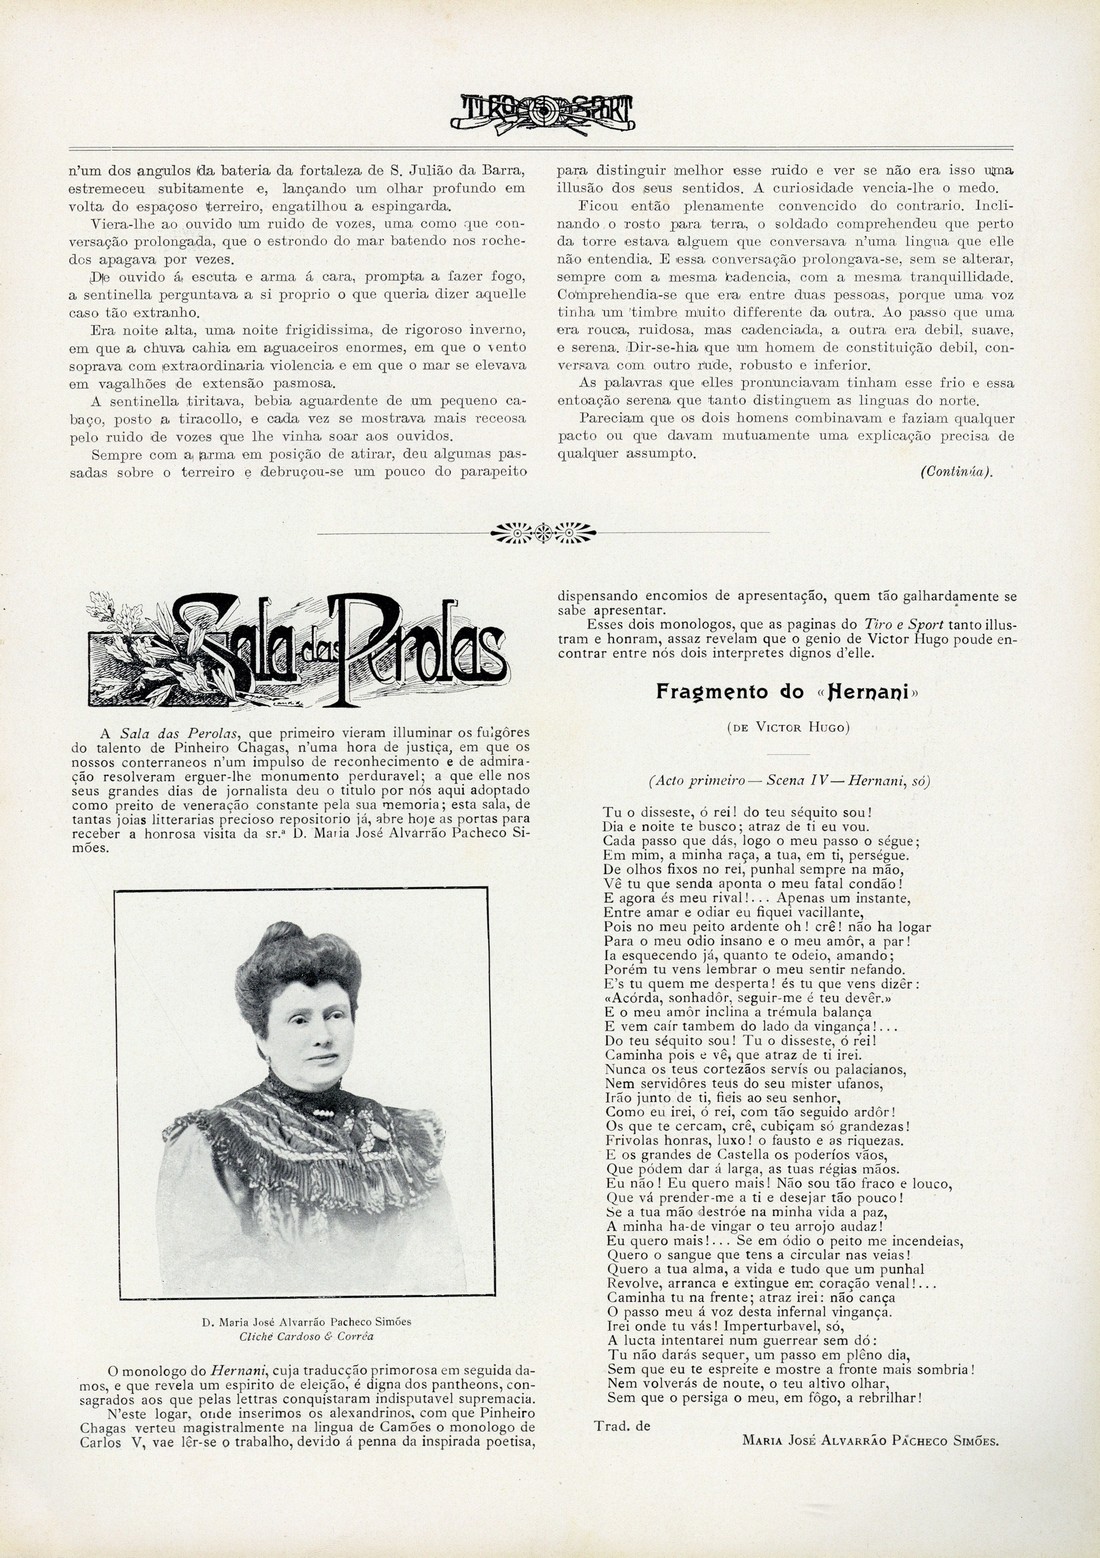 TIRO SPORT
n'um dos angulos da bateria da fortaleza de S. Julião da Barra,
estremeceu subitamente e, lançando um olhar profundo em
volta do espaçoso terreiro, engatilhou a espingarda.
Viera-lhe ao ouvido um ruido de vozes, uma como que con-
versação prolongada, que o estrondo do mar batendo nos roche-
dos apagava por vezes.
De ouvido á escuta e arma á cara, prompta a fazer fogo,
a sentinella perguntava a si proprio o que queria dizer aquelle
caso tão extranho.
Era noite alta, uma noite frigidissima, de rigoroso inverno,
em que a chuva cahia em aguaceiros enormes, em que o vento
soprava com extraordinaria violencia e em que o mar se elevava
em vagalhões de extensão pasmosa.
A sentinella tiritava, bebia aguardente de um pequeno ca-
baço, posto a tiracollo, e cada vez se mostrava mais receosa
pelo ruido de vozes que lhe vinha soar aos ouvidos.
Sempre com a arma em posição de atirar, deu algumas pas-
sadas sobre o terreiro e debruçou-se um pouco do parapeito
para distinguir melhor esse ruido e ver se não era isso uma
illusão dos seus sentidos. A curiosidade vencia-lhe o medo.
Ficou então plenamente convencido do contrario. Incli-
nando o rosto para terra, o soldado comprehendeu que perto
da torre estava alguem que conversava n'uma lingua que elle
não entendia. E essa conversação prolongava-se, sem se alterar,
sempre com a mesma cadencia, com a mesma tranquillidade.
Comprehendia-se que era entre duas pessoas, porque uma voz
tinha um timbre muito differente da outra. Ao passo que uma
era rouca, ruidosa, mas cadenciada, a outra era debil, suave,
e serena. Dir-se-hia que um homem de constituição debil, con-
versava com outro rude, robusto e inferior.
As palavras que elles pronunciavam tinham esse frio e essa
entoação serena que tanto distinguem as linguas do norte.
Pareciam que os dois homens combinavam e faziam qualquer
pacto ou que davam mutuamente uma explicação precisa de
qualquer assumpto.
(Continúa).
Sala das Perolas
A Sala das Perolas, que primeiro vieram illuminar os fulgôres
do talento de Pinheiro Chagas, n'uma hora de justiça, em que os
nossos conterraneos n'um impulso de reconhecimento e de admira-
ção resolveram erguer-lhe monumento perduravel; a que elle nos
seus grandes dias de jornalista deu o titulo por nós aqui adoptado
como preito de veneração constante pela sua memoria; esta sala, de
tantas joias litterarias precioso repositorio já, abre hoje as portas para
receber a honrosa visita da sr.ª D. Maria José Alvarrão Pacheco Si-
mões.
D. Maria José Alvarrão Pacheco Simões
Cliché Cardoso & Corrêa
O monologo do Hernani, cuja traducção primorosa em seguida da-
mos, e que revela um espirito de eleição, é digna dos pantheons, con-
sagrados aos que pelas lettras conquistaram indisputavel supremacia.
N'este logar, onde inserimos os alexandrinos, com que Pinheiro
Chagas verteu magistralmente na lingua de Camões o monologo de
Carlos V, vae lêr-se o trabalho, devido á penna da inspirada poetisa,
dispensando encomios de apresentação, quem tão galhardamente se
sabe apresentar.
Esses dois monologos, que as paginas do Tiro e Sport tanto illus-
tram e honram, assaz revelam que o genio de Victor Hugo poude en-
contrar entre nós dois interpretes dignos d'elle.
Fragmento do «Hernani»
(DE VICTOR HUGO)
(Acto primeiro — Scena IV — Hernani, só)
Tu o disseste, ó rei! do teu séquito sou!
Dia e noite te busco; atraz de ti eu vou.
Cada passo que dás, logo o meu passo o ségue;
Em mim, a minha raça, a tua, em ti, perségue.
De olhos fixos no rei, punhal sempre na mão,
Vê tu que senda aponta o meu fatal condão!
E agora és meu rival!... Apenas um instante,
Entre amar e odiar eu fiquei vacillante,
Pois no meu peito ardente oh! crê! não ha logar
Para o meu odio insano e o meu amôr, a par!
Ia esquecendo já, quanto te odeio, amando;
Porém tu vens lembrar o meu sentir nefando.
E's tu quem me desperta! és tu que vens dizêr:
«Acórda, sonhadôr, seguir-me é teu devêr.»
E o meu amôr inclina a trémula balança
E vem caír tambem do lado da vingança!...
Do teu séquito sou! Tu o disseste, ó rei!
Caminha pois e vê, que atraz de ti irei.
Nunca os teus cortezãos servís ou palacianos,
Nem servidôres teus do seu mister ufanos,
Irão junto de ti, fieis ao seu senhor,
Como eu irei, ó rei, com tão seguido ardôr!
Os que te cercam, crê, cubiçam só grandezas!
Frivolas honras, luxo! o fausto e as riquezas.
E os grandes de Castella os poderíos vãos,
Que pódem dar á larga, as tuas régias mãos.
Eu não! Eu quero mais! Não sou tão fraco e louco,
Que vá prender-me a ti e desejar tão pouco!
Se a tua mão destróe na minha vida a paz,
A minha ha-de vingar o teu arrojo audaz!
Eu quero mais!... Se em ódio o peito me incendeias,
Quero o sangue que tens a circular nas veias!
Quero a tua alma, a vida e tudo que um punhal
Revolve, arranca e extingue em coração venal!...
Caminha tu na frente; atraz irei: não cança
O passo meu á voz desta infernal vingança.
Irei onde tu vás! Imperturbavel, só,
A lucta intentarei num guerrear sem dó:
Tu não darás sequer, um passo em plêno dia,
Sem que eu te espreite e mostre a fronte mais sombria!
Nem volverás de noute, o teu altivo olhar,
Sem que o persiga o meu, em fôgo, a rebrilhar!
Trad. de
MARIA JOSÉ ALVARRÃO PACHECO SIMÕES.